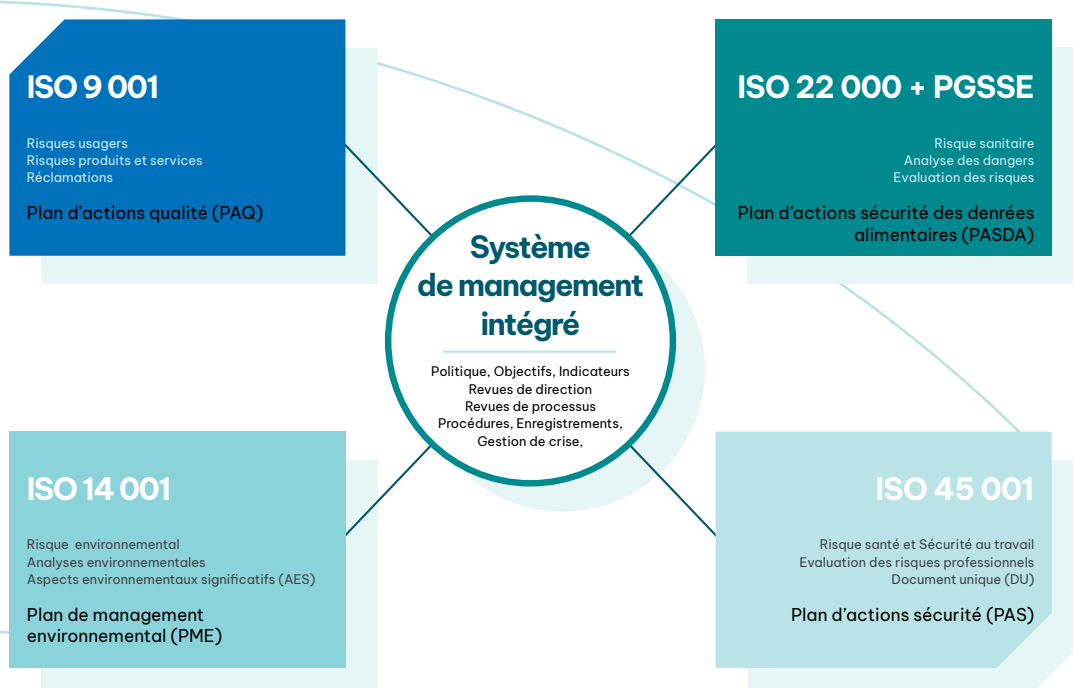 ISO 9 001
Risques usagers
Risques produits et services
Réclamations
Plan d'actions qualité (PAQ)
ISO 22 000 + PGSSE
Risque sanitaire
Analyse des dangers
Evaluation des risques
Plan d'actions sécurité des denrées
alimentaires (PASDA)
Système
de management
intégré
Politique, Objectifs, Indicateurs
Revues de direction
Revues de processus
Procédures, Enregistrements,
Gestion de crise,
ISO 14 001
Risque environnemental
Analyses environnementales
Aspects environnementaux significatifs (AES)
Plan de management
environnemental (PME)
ISO 45 001
Risque santé et Sécurité au travail
Evaluation des risques professionnels
Document unique (DU)
Plan d'actions sécurité (PAS)